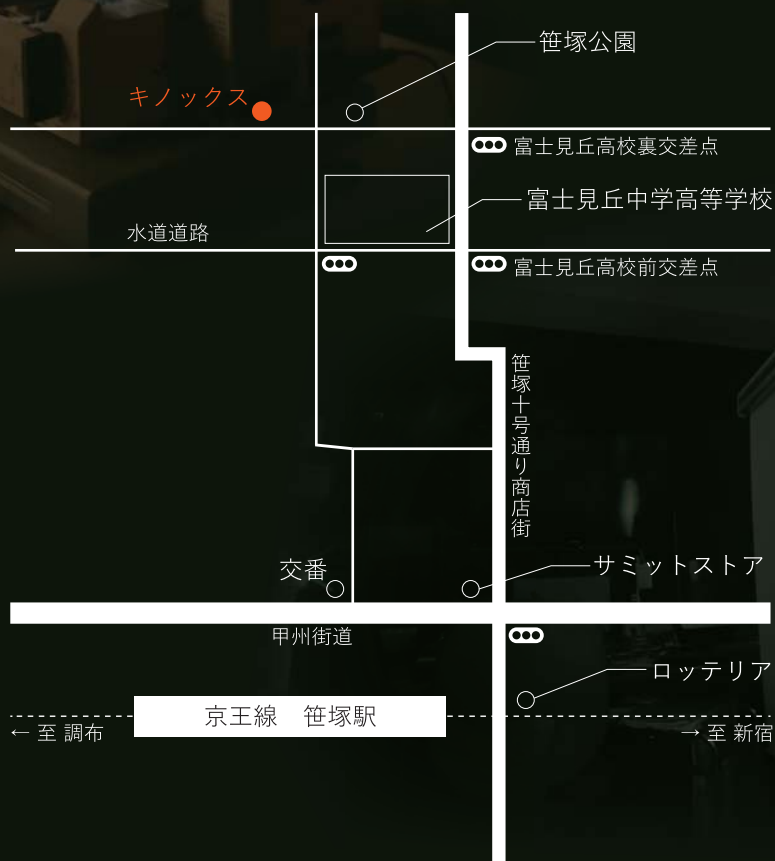 笹塚公園
キノックス
富士見丘高校裏交差点
富士見丘中学高等学校
水道道路
富士見丘高校前交差点
笹塚十号通り商店街
交番
サミットストア
甲州街道
ロッテリア
京王線　笹塚駅
← 至 調布
→ 至 新宿